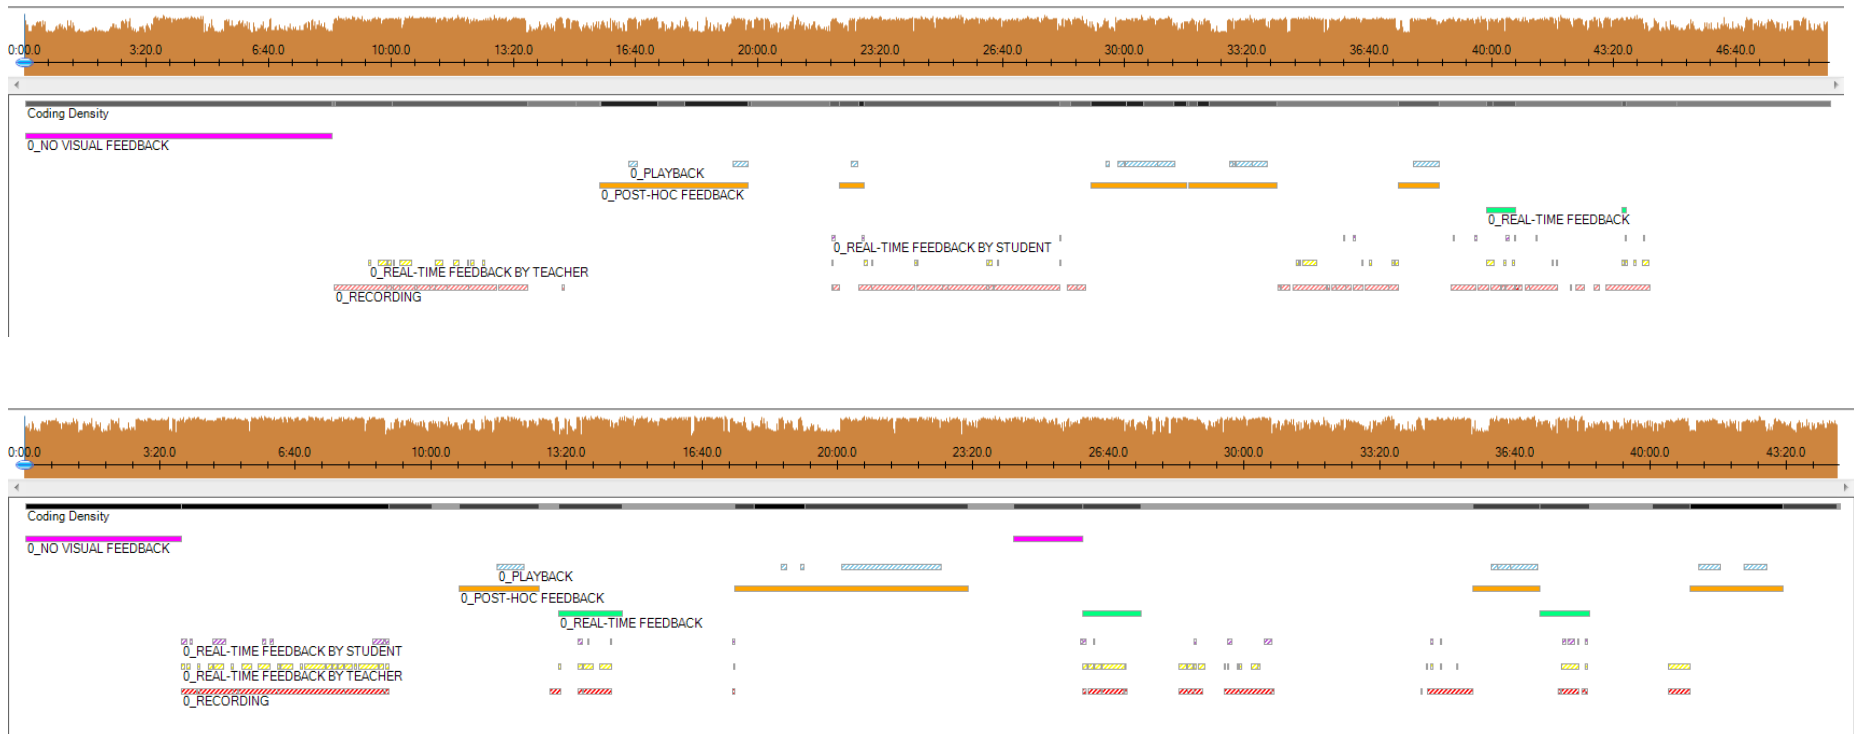 0:00.0 3:20.0 6:40.0 10:00.0 13:20.0 16:40.0 20:00.0 23:20.0 26:40.0 30:00.0 33:20.0 36:40.0 40:00.0 43:20.0 46:40.0
Coding Density
0_NO VISUAL FEEDBACK
0_PLAYBACK
0_POST-HOC FEEDBACK
0_REAL-TIME FEEDBACK
0_REAL-TIME FEEDBACK BY STUDENT
0_REAL-TIME FEEDBACK BY TEACHER
0_RECORDING
0:00.0 3:20.0 6:40.0 10:00.0 13:20.0 16:40.0 20:00.0 23:20.0 26:40.0 30:00.0 33:20.0 36:40.0 40:00.0 43:20.0
Coding Density
0_NO VISUAL FEEDBACK
0_PLAYBACK
0_POST-HOC FEEDBACK
0_REAL-TIME FEEDBACK
0_REAL-TIME FEEDBACK BY STUDENT
0_REAL-TIME FEEDBACK BY TEACHER
0_RECORDING